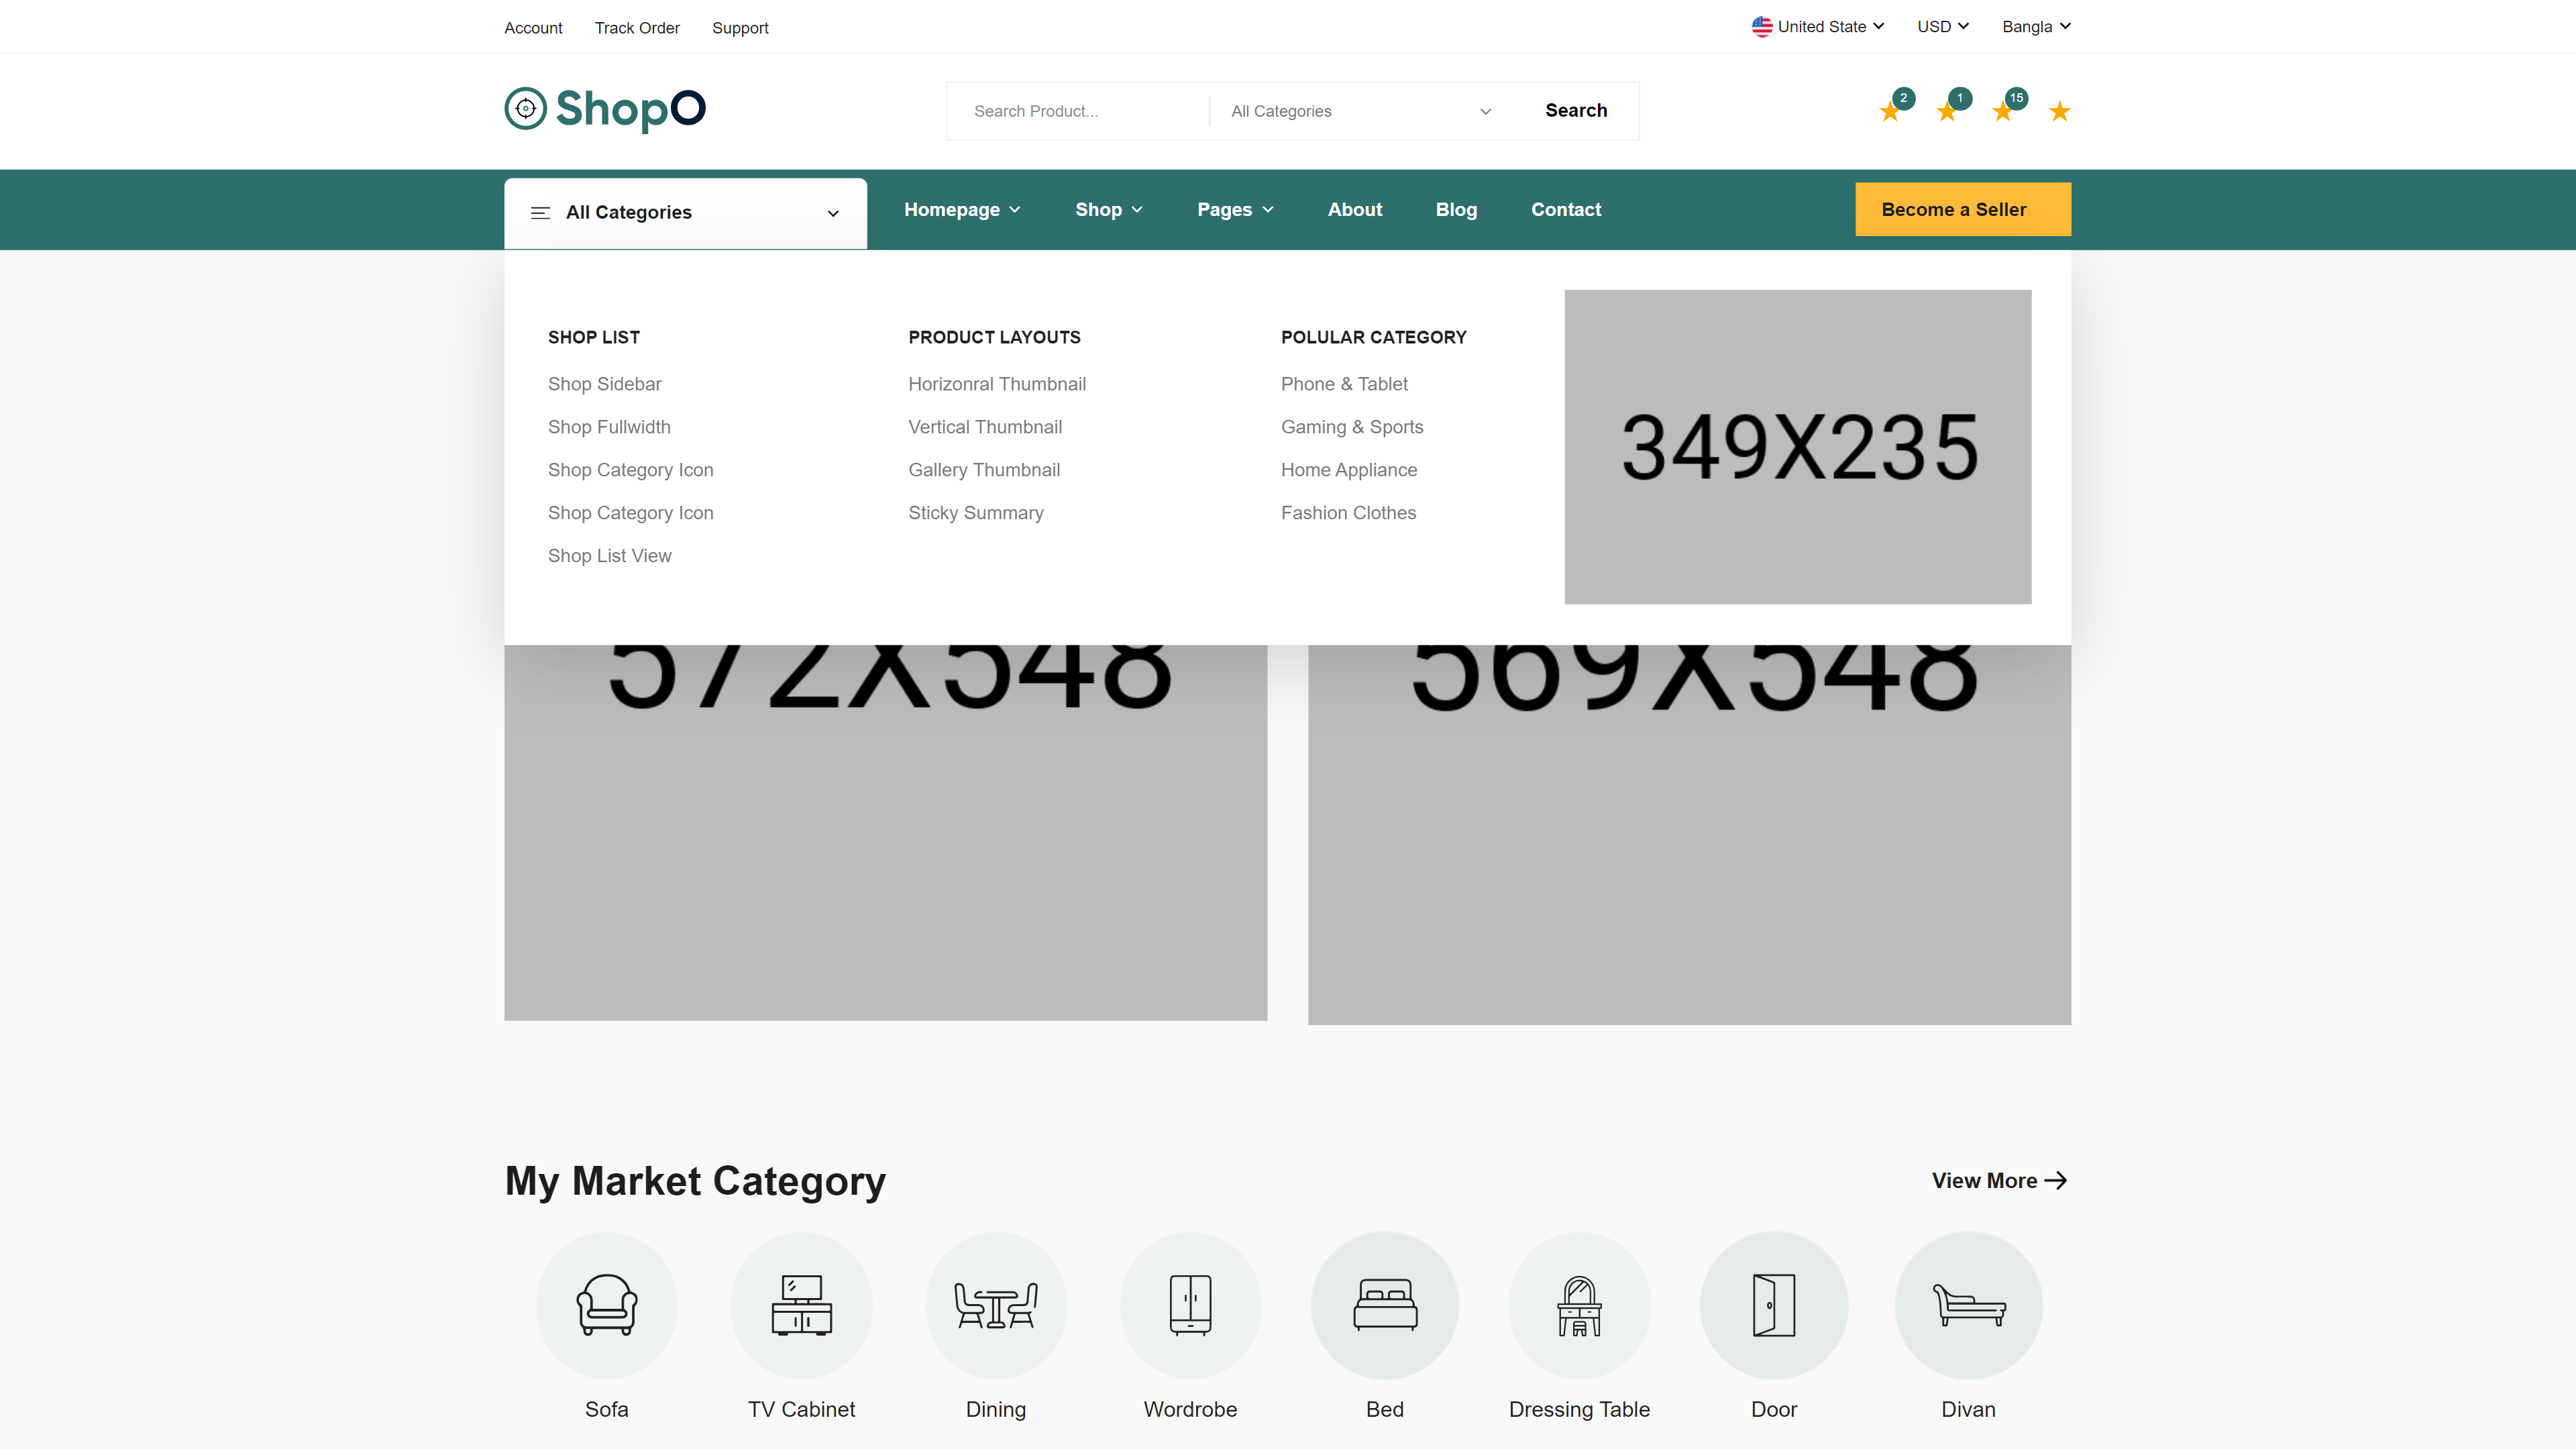 Account Track Order Support
United State USD Bangla
ShopO
Search Product... All Categories Search
2 1 15
All Categories
Homepage Shop Pages About Blog Contact
Become a Seller
SHOP LIST
Shop Sidebar
Shop Fullwidth
Shop Category Icon
Shop Category Icon
Shop List View
PRODUCT LAYOUTS
Horizonral Thumbnail
Vertical Thumbnail
Gallery Thumbnail
Sticky Summary
POLULAR CATEGORY
Phone & Tablet
Gaming & Sports
Home Appliance
Fashion Clothes
349X235
572X548
569X548
My Market Category
View More
Sofa
TV Cabinet
Dining
Wordrobe
Bed
Dressing Table
Door
Divan